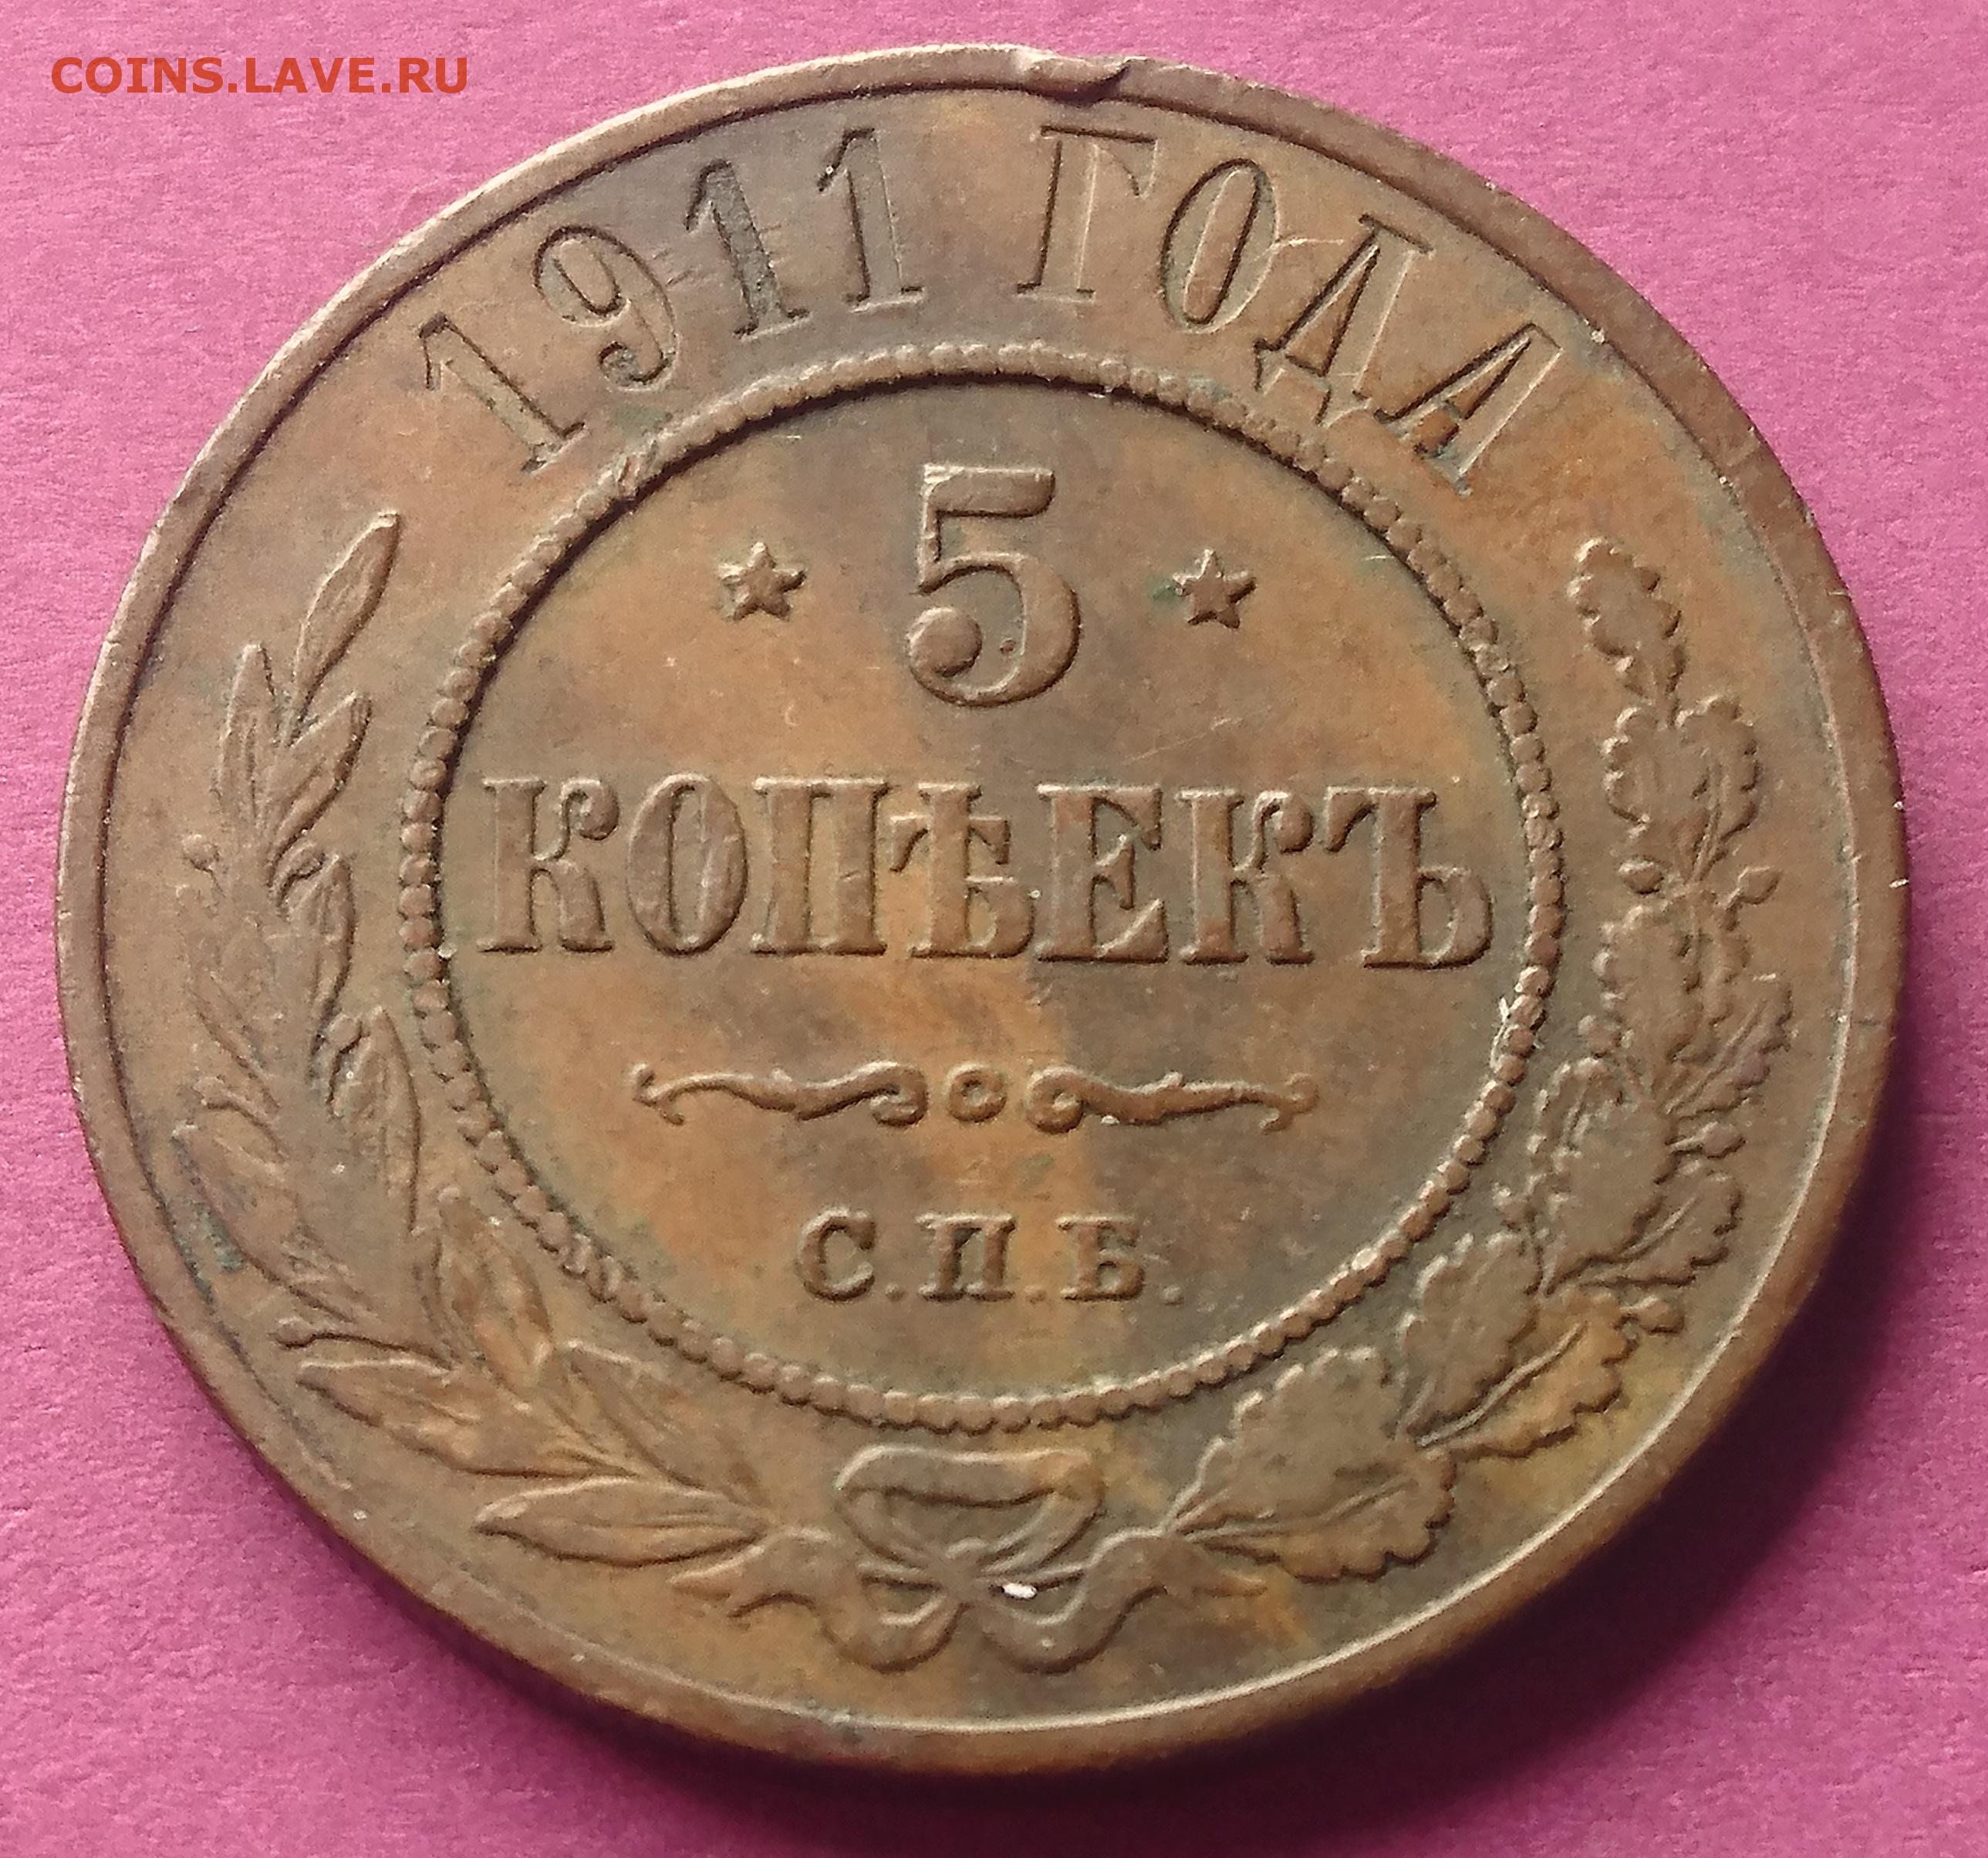 COINS.LAVE.RU
1911 ГОДА
5
КОПѢЕКЪ
С.П.Б.